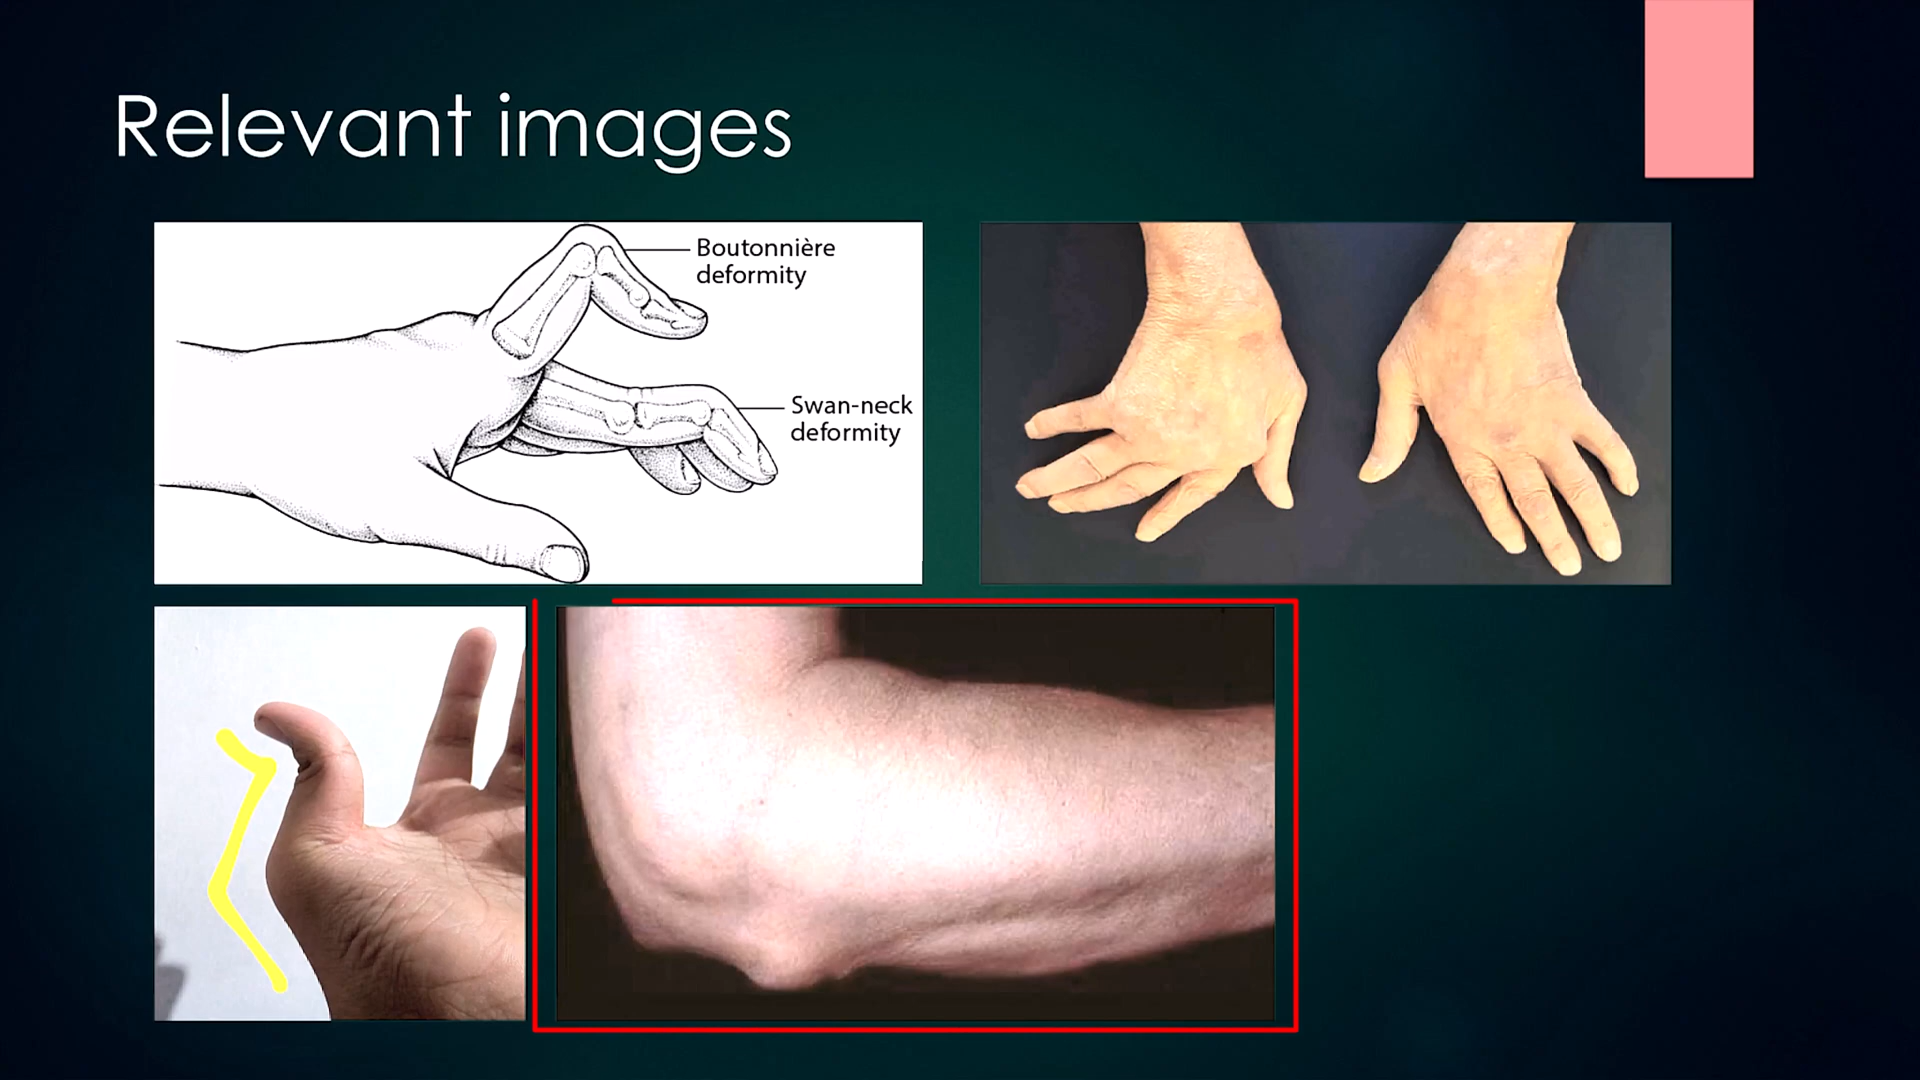 Relevant images
Boutonnière
deformity
Swan-neck
deformity